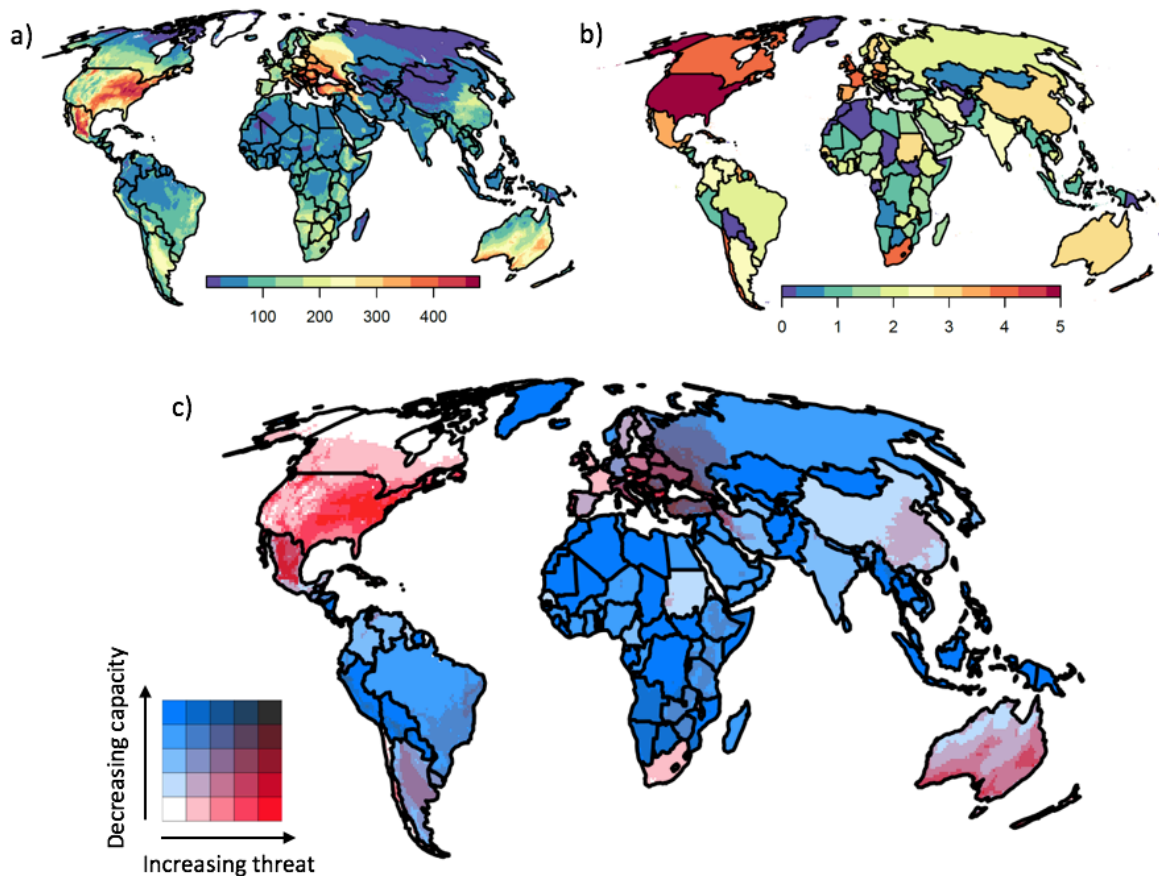 a)
b)
100 200 300 400
0 1 2 3 4 5
c)
Decreasing capacity
Increasing threat